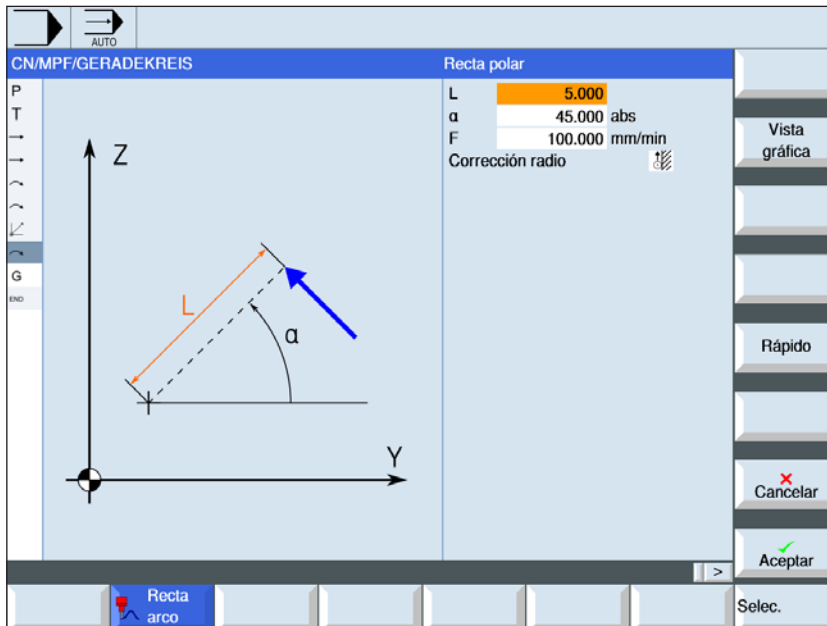 AUTO
CN/MPF/GERADEKREIS
Recta polar
P
T
G
END
Z
L
α
Y
L 5.000
α 45.000 abs
F 100.000 mm/min
Corrección radio
Vista
gráfica
Rápido
Cancelar
Aceptar
>
Recta
arco
Selec.